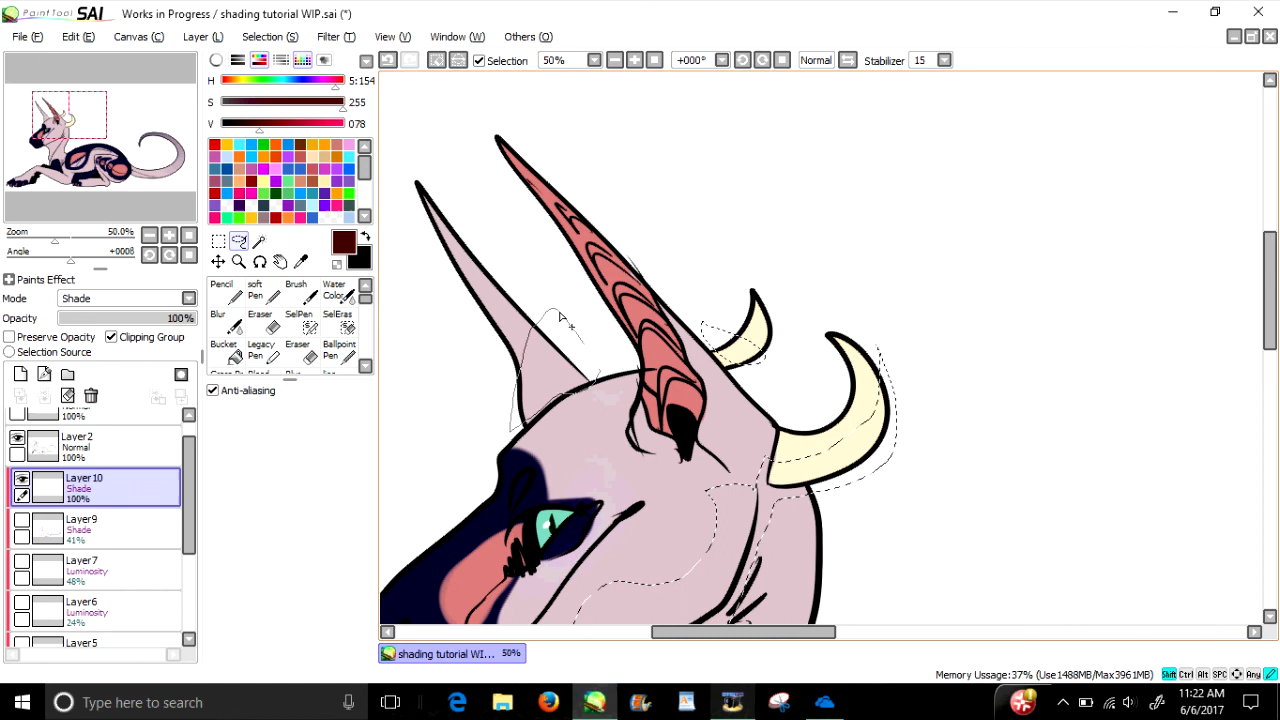 PaintTool SAI Works in Progress / shading tutorial WIP.sai (*)
File (F) Edit (E) Canvas (C) Layer (L) Selection (S) Filter (T) View (V) Window (W) Others (O)
Selection 50% +000° Normal Stabilizer 15
H 5:154
S 255
V 078
Zoom 50.0%
Angle +000ß
Paints Effect
Mode Shade
Opacity 100%
Preserve Opacity Clipping Group
Selection Source
Pencil soft Pen Brush Water Color
Blur Eraser SelPen SelEras
Bucket Legacy Pen Eraser Ballpoint Pen
Anti-aliasing
Normal
100%
Layer2
Normal
100%
Layer10
Shade
100%
Layer9
Shade
41%
Layer7
Luminosity
48%
Layer6
Luminosity
24%
Layer5
shading tutorial WI... 50%
Memory Usage:37% (Use1488MB/Max3961MB) Shift Ctrl Alt SPC Any
Type here to search
11:22 AM
6/6/2017